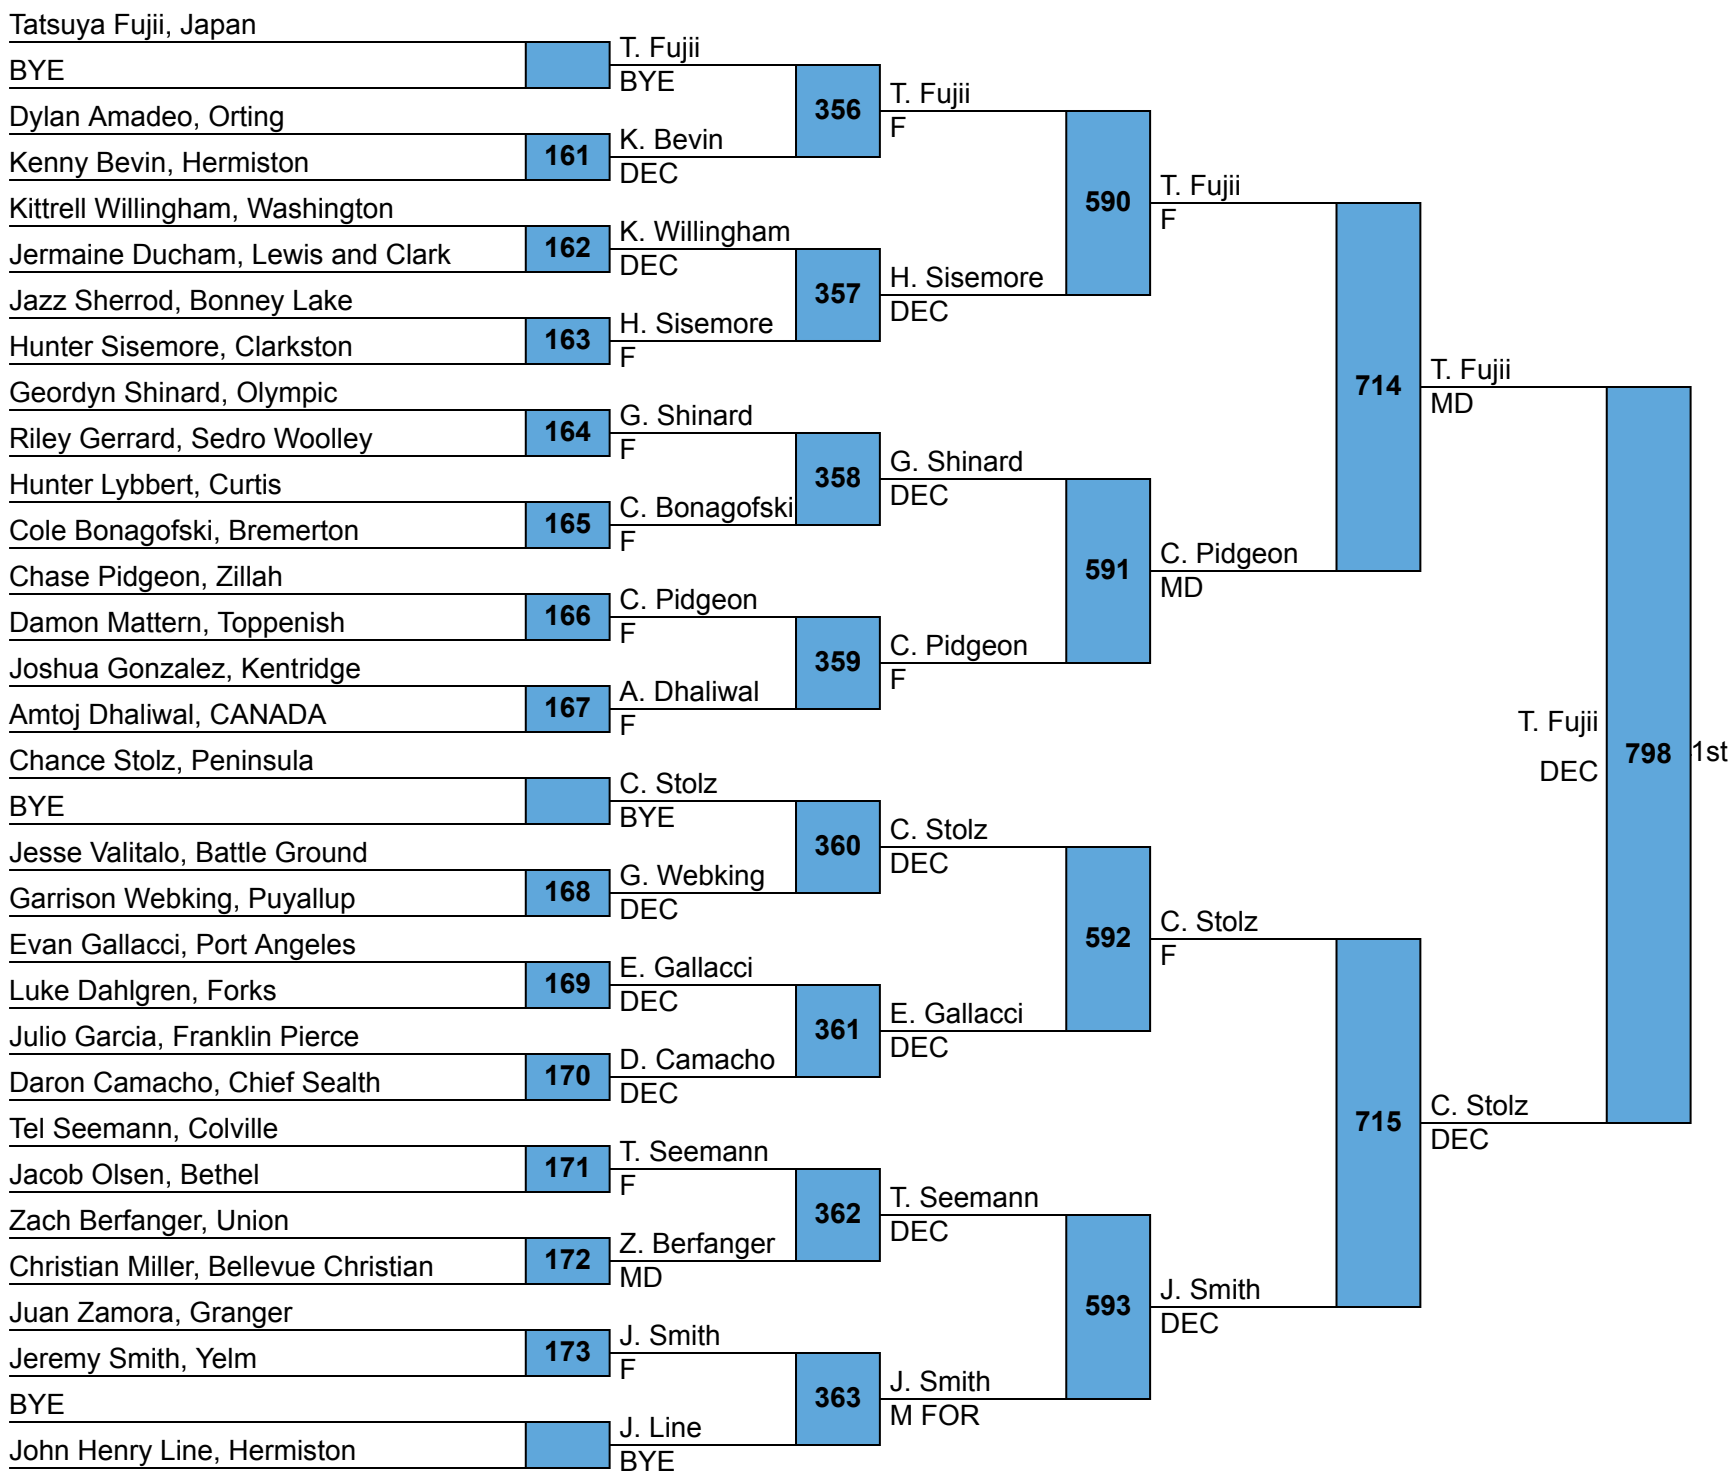 Tatsuya Fujii, Japan
BYE
Dylan Amadeo, Orting
Kenny Bevin, Hermiston
Kittrell Willingham, Washington
Jermaine Ducham, Lewis and Clark
Jazz Sherrod, Bonney Lake
Hunter Sisemore, Clarkston
Geordyn Shinard, Olympic
Riley Gerrard, Sedro Woolley
Hunter Lybbert, Curtis
Cole Bonagofski, Bremerton
Chase Pidgeon, Zillah
Damon Mattern, Toppenish
Joshua Gonzalez, Kentridge
Amtoj Dhaliwal, CANADA
Chance Stolz, Peninsula
BYE
Jesse Valitalo, Battle Ground
Garrison Webking, Puyallup
Evan Gallacci, Port Angeles
Luke Dahlgren, Forks
Julio Garcia, Franklin Pierce
Daron Camacho, Chief Sealth
Tel Seemann, Colville
Jacob Olsen, Bethel
Zach Berfanger, Union
Christian Miller, Bellevue Christian
Juan Zamora, Granger
Jeremy Smith, Yelm
BYE
John Henry Line, Hermiston
161
162
163
164
165
166
167
168
169
170
171
172
173
T. Fujii
BYE
K. Bevin
DEC
K. Willingham
DEC
H. Sisemore
F
G. Shinard
F
C. Bonagofski
F
C. Pidgeon
F
A. Dhaliwal
F
C. Stolz
BYE
G. Webking
DEC
E. Gallacci
DEC
D. Camacho
DEC
T. Seemann
F
Z. Berfanger
MD
J. Smith
F
J. Line
BYE
356
357
358
359
360
361
362
363
T. Fujii
F
H. Sisemore
DEC
G. Shinard
DEC
C. Pidgeon
F
C. Stolz
DEC
E. Gallacci
DEC
T. Seemann
DEC
J. Smith
M FOR
590
591
592
593
T. Fujii
F
C. Pidgeon
MD
C. Stolz
F
J. Smith
DEC
714
715
T. Fujii
MD
C. Stolz
DEC
T. Fujii
DEC
798
1st